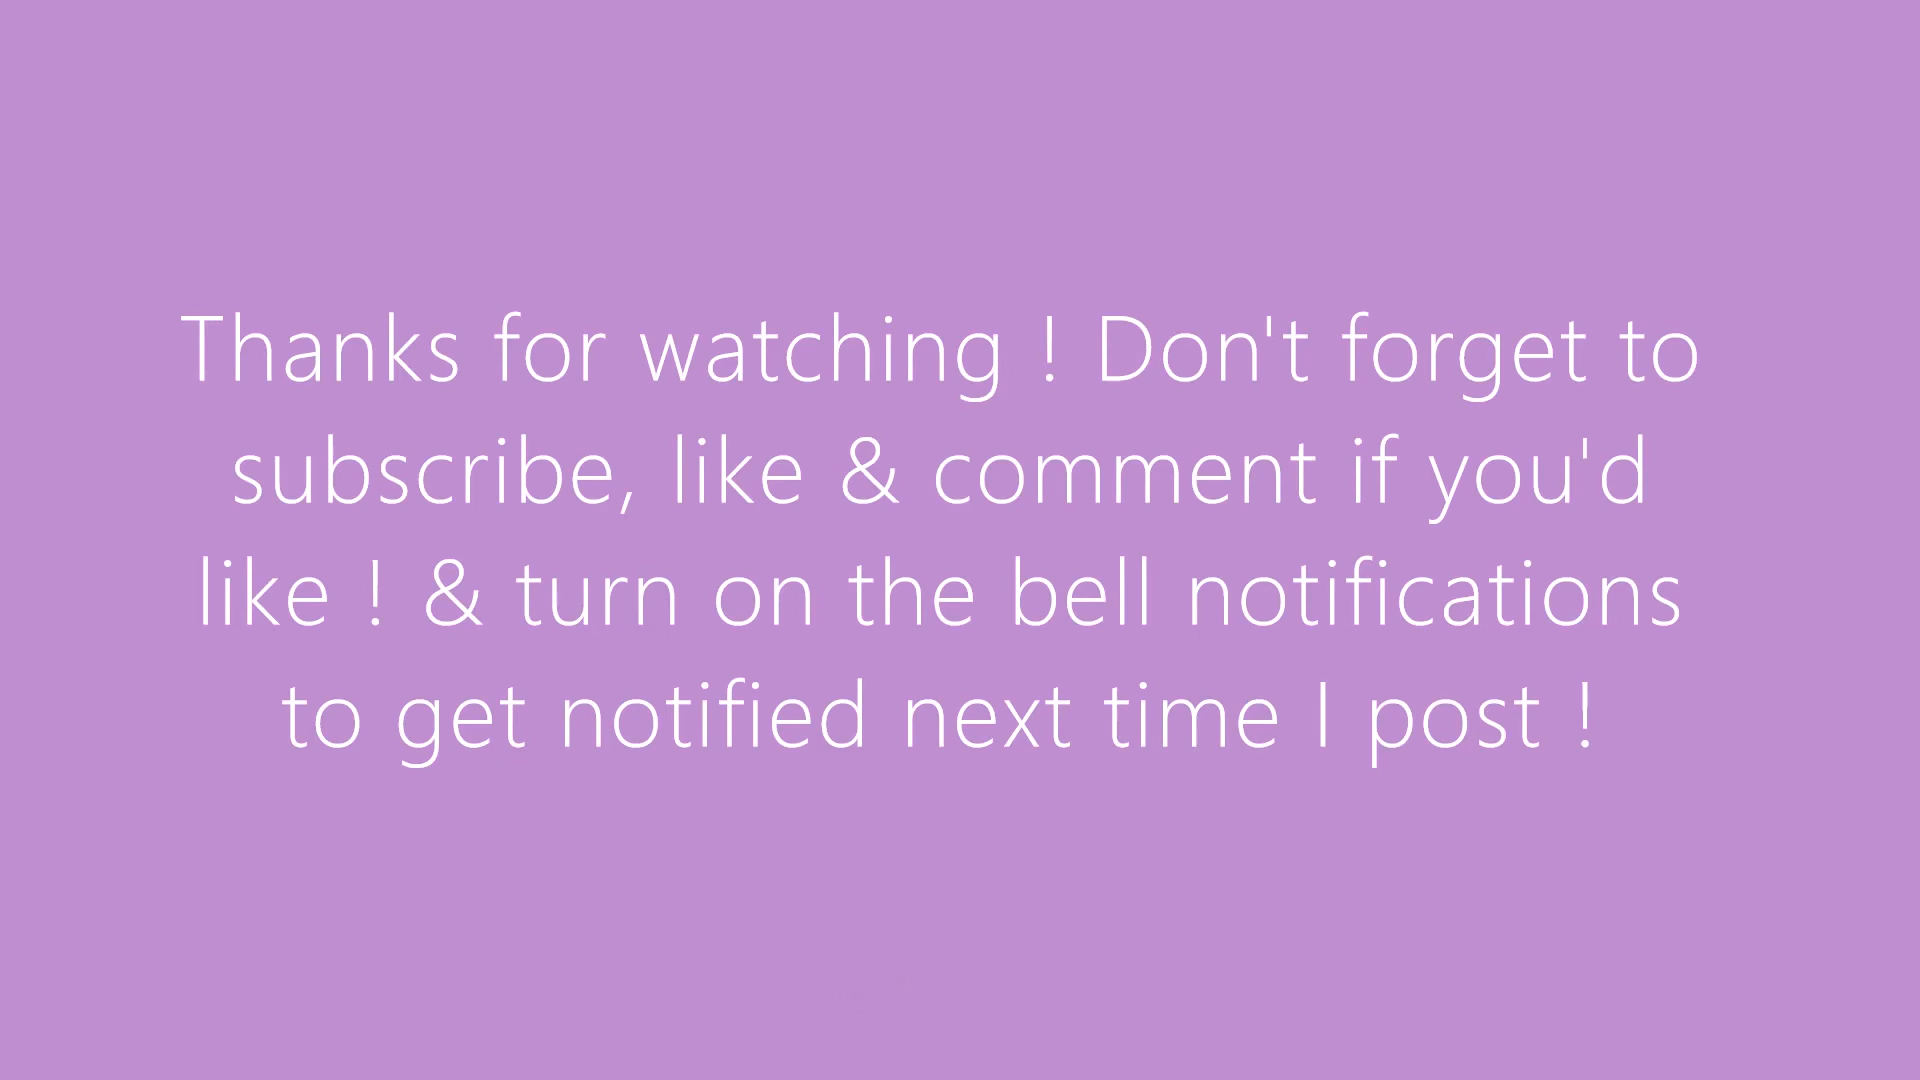 Thanks for watching ! Don't forget to
subscribe, like & comment if you'd
like ! & turn on the bell notifications
to get notified next time I post !